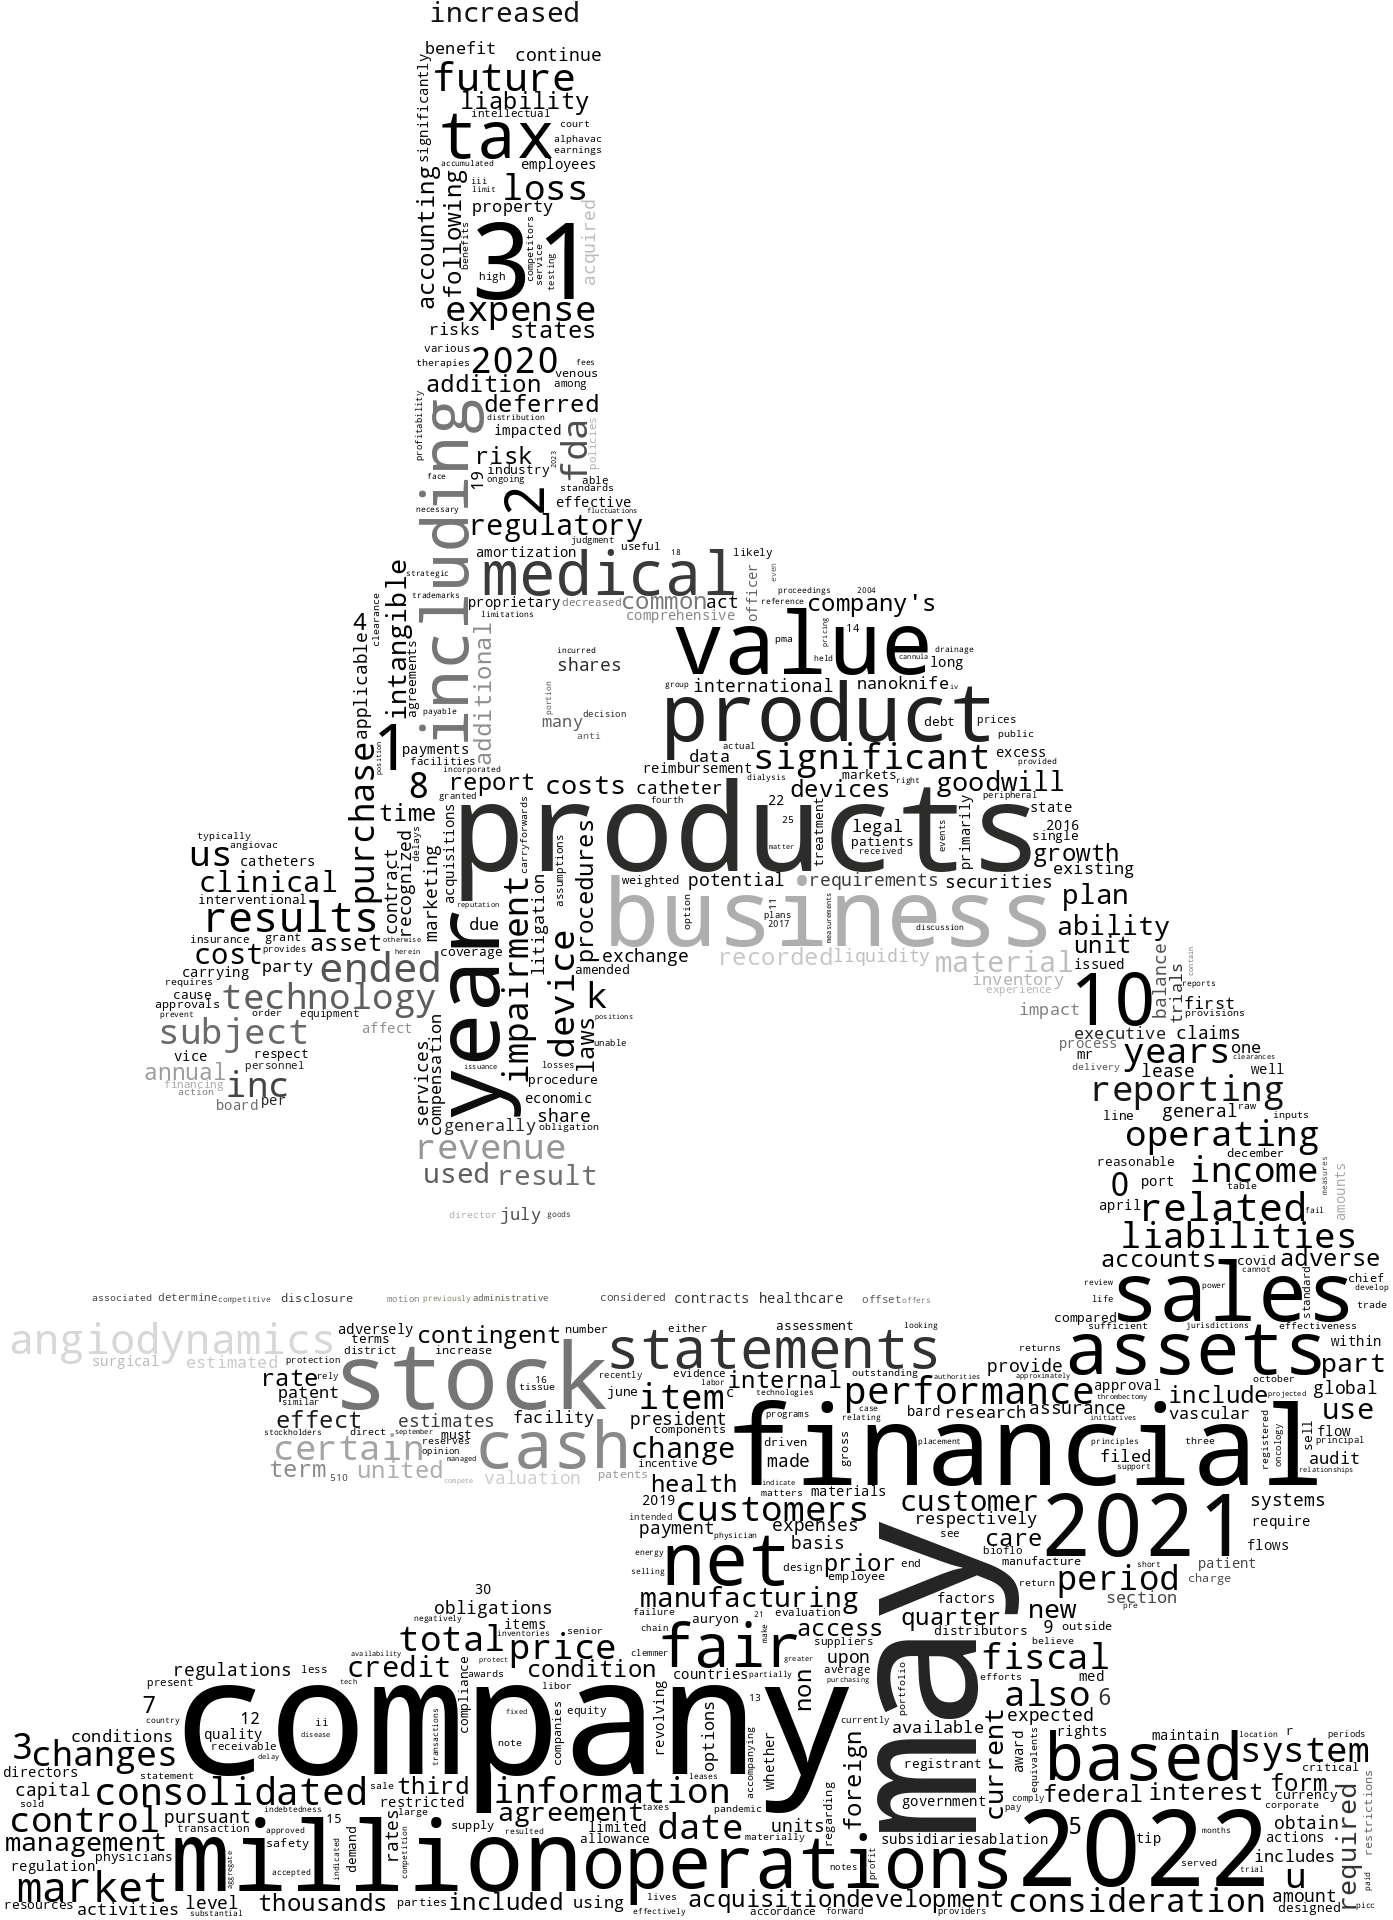 increased
benefit continue
significantly future
liability
intellectual
tax court
alphavac
earnings
accumulated employees
accounting following iii
limit loss
property
benefits 31 competitors service testing acquired
high
expense
risks states
various
therapies 2020 fees
venous
addition among
including deferred
profitability distribution
impacted fda policies
risk 2023
face 19 industry
ongoing able
standards
necessary 2 effective
fluctuations
regulatory
judgment
amortization useful 18 likely
intangible strategic medical officer even
clearance trademarks proprietary decreased common act reference proceedings 2004
limitations comprehensive company's
4 applicable agreements additional incurred value pma pricing 14
shares held cannula drainage
long
group international nanoknife iv
payable portion many decision product debt prices
anti public
purchase position 1 payments
facilities data actual significant excess
provided
incorporated reimbursement dialysis markets right
8 report costs catheter devices goodwill
granted fourth peripheral
time acquisitions carryforwards products 22 state
25 treatment legal events primarily 2016
typically delays matter patients single
us angiovac received growth
catheters contract recognized marketing assumptions procedures existing
clinical weighted potential requirements securities
interventional plan
results reputation litigation option 11
plans
2017 measurements business ability
insurance grant asset otherwise year due discussion
cost provides herein coverage impairment device exchange recorded liquidity unit
carrying party ended amended material issued balance trials contain
requires inventory
cause technology k experience 10 reports
approvals first
prevent order equipment positions impact provisions
subject affect services compensation laws unable executive claims
vice respect process years one
annual personnel issuance losses mr clearances
financing procedure delivery lease well
action inc economic reporting
board per share line general raw inputs
generally obligation
revenue operating
december
used result reasonable income measures amounts
0 port table
april related fail
director july goods liabilities
accounts covid adverse
cannot
associated determine competitive disclosure motion previously administrative considered contracts healthcare offset offers review power standard chief
life sales develop
trade
angiodynamics adversely contingent number either assessment looking compared sufficient jurisdictions effectiveness
surgical estimated terms
district increase statements returns assets within
protection rate rely stock 16
tissue recently evidence internal outstanding authorities provide approximately part
patent june item labor
c technologies performance approval
thrombectomy include october
projected global
similar effect estimates facility president programs case
relating bard research assurance vascular use
stockholders direct september must components initiatives
certain reserves
opinion cash change driven gross placement financial principles three registered oncology sell flow
principal
managed incentive made filed
support audit
term 510 united compete valuation patents health indicate
matters materials relationships
2019 customers customer 2021 systems
intended payment physician expenses respectively
see care require
energy basis bioflo flows
selling net design prior end manufacture short patient
employee return period charge
30 manufacturing factors section
pre
obligations failure auryon 21 evaluation quarter new
negatively items chain access distributors 9 outside
total inventories senior fair make suppliers may believe
availability price clemmer greater upon fiscal
regulations less credit protect condition countries partially average efforts med
present tech awards libor purchasing portfolio
7 company compliance fixed equity 13 non also 6
country 12 ii options currently expected
3 conditions quality disease transactions note companies revolving accompanying whether foreign available current award equivalents rights maintain location r periods
changes receivable delay leases registrant based system critical
directors statement
capital consolidated sale third information government comply federal interest form currency
sold restricted pay corporate
control pursuant indebtedness 15 rates large agreement taxes pandemic regarding 5 obtain required restrictions
transaction approved supply resulted limited date units 2022 tip months actions
management physicians safety indicated demand competition allowance materially subsidiaries ablation includes
regulation aggregate accepted million operations notes profit served trial u paid
market
resources activities level
substantial thousands parties included using lives
effectively acquisition accordance forward development providers consideration amount
designed picc